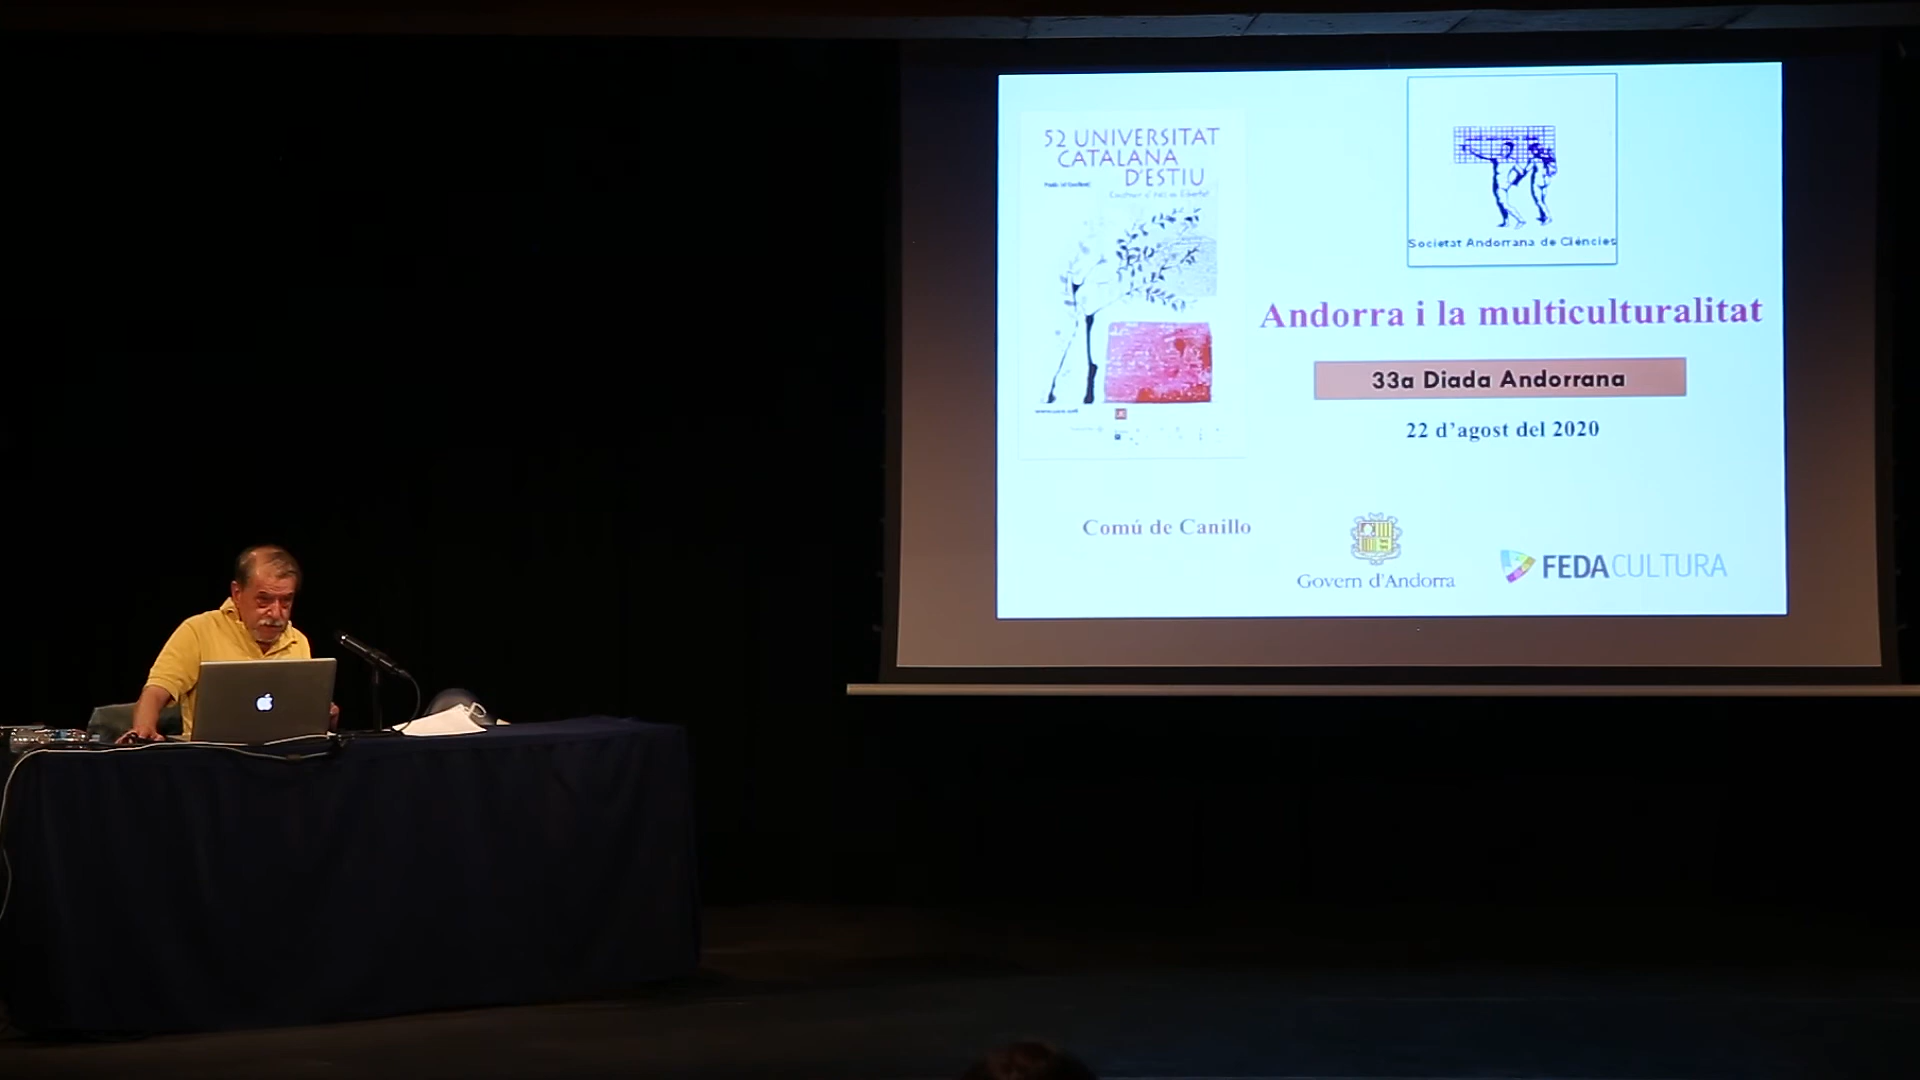 52 UNIVERSITAT
CATALANA
D'ESTIU
Societat Andorrana de Ciències
Andorra i la multiculturalitat
33a Diada Andorrana
22 d'agost del 2020
Comú de Canillo
Govern d'Andorra
FEDACULTURA